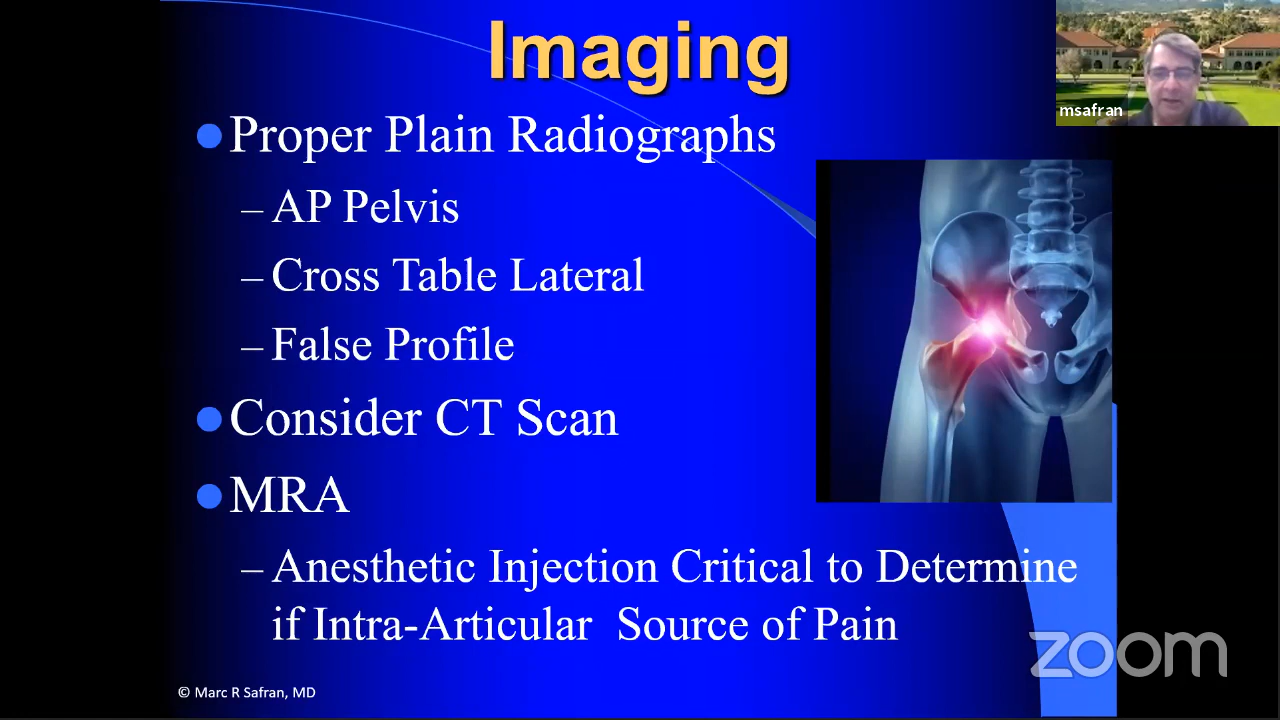 Imaging
msafran
Proper Plain Radiographs
– AP Pelvis
– Cross Table Lateral
– False Profile
Consider CT Scan
MRA
– Anesthetic Injection Critical to Determine
if Intra-Articular Source of Pain
zoom
© Marc R Safran, MD